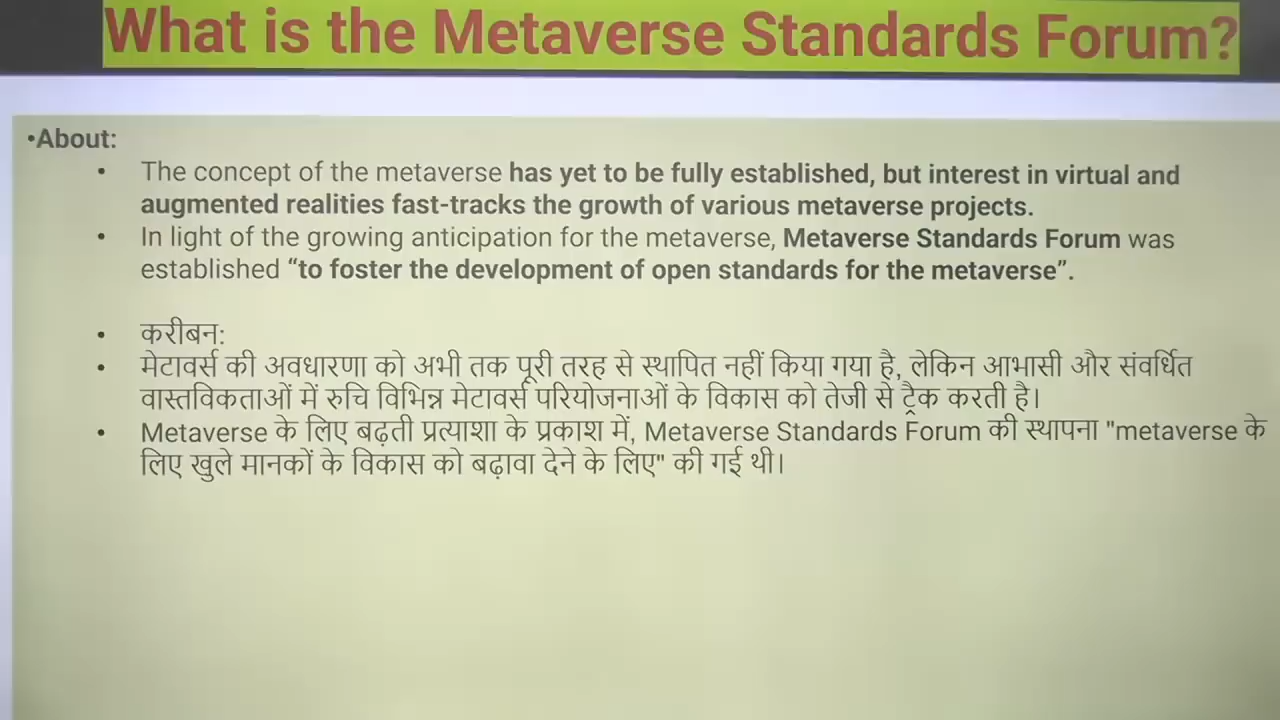 What is the Metaverse Standards Forum?
•About:
• The concept of the metaverse has yet to be fully established, but interest in virtual and
augmented realities fast-tracks the growth of various metaverse projects.
• In light of the growing anticipation for the metaverse, Metaverse Standards Forum was
established “to foster the development of open standards for the metaverse”.
• करीबन:
• मेटावर्स की अवधारणा को अभी तक पूरी तरह से स्थापित नहीं किया गया है, लेकिन आभासी और संवर्धित
वास्तविकताओं में रुचि विभिन्न मेटावर्स परियोजनाओं के विकास को तेजी से ट्रैक करती है।
• Metaverse के लिए बढ़ती प्रत्याशा के प्रकाश में, Metaverse Standards Forum की स्थापना "metaverse के
लिए खुले मानकों के विकास को बढ़ावा देने के लिए" की गई थी।